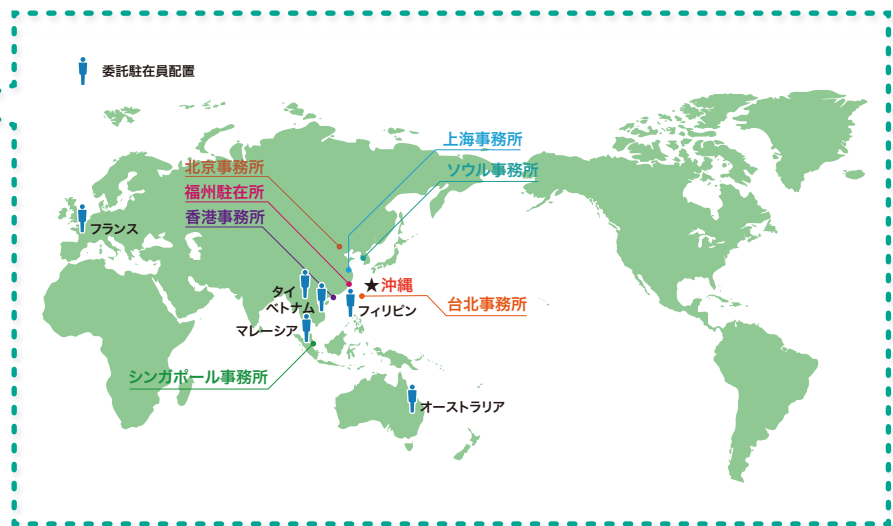 委託駐在員配置
上海事務所
北京事務所
ソウル事務所
福州駐在所
香港事務所
フランス
★沖縄
タイ
ベトナム
フィリピン
台北事務所
マレーシア
シンガポール事務所
オーストラリア